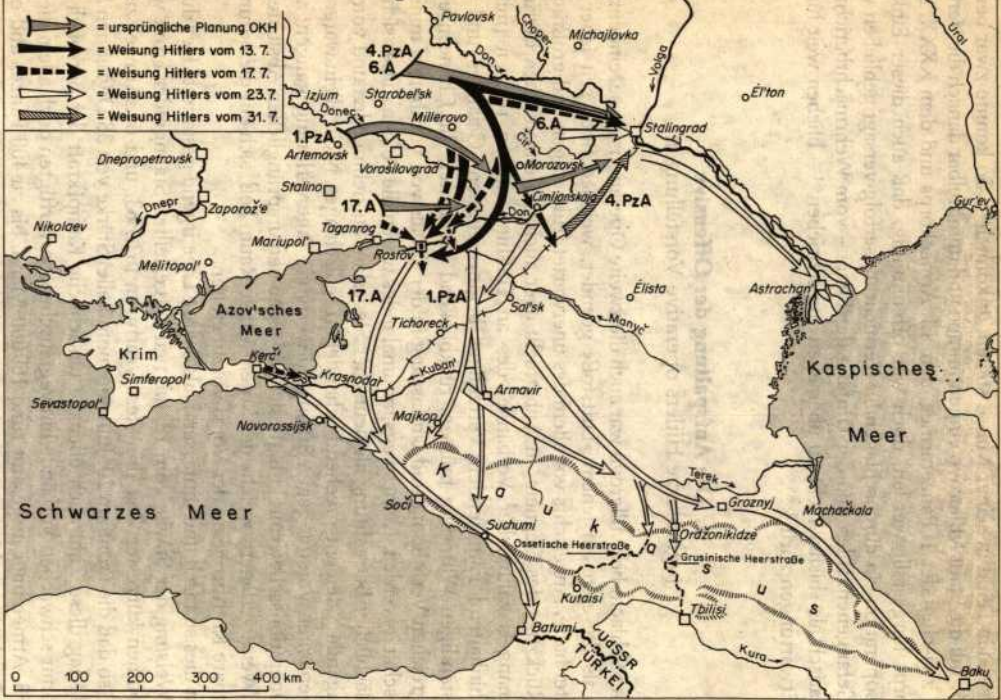 = ursprüngliche Planung OKH
= Weisung Hitlers vom 13.7.
= Weisung Hitlers vom 17.7.
= Weisung Hitlers vom 23.7.
= Weisung Hitlers vom 31.7.
Pavlovsk
Choper
Michajlovka
Don
Volga
Ural
4.PzA
6.A
Izjum
Starobel'sk
Donec
Millerovo
Él'ton
6.A
Stalingrad
1.PzA
Artemovsk
Vorošilovgrad
Čir
Morozovsk
Dnepropetrovsk
Stalino
Cimljanskaja
4.PzA
Dnepr
Zaporož'e
17.A
Don
Gur'ev
Nikolaev
Taganrog
Mariupol'
Rostov
Melitopol'
17.A
1.PzA
Sal'sk
Élista
Astrachan'
Azov'sches
Meer
Tichoreck
Manyč
Krim
Kerč'
Krasnodar
Kuban'
Kaspisches
Meer
Simferopol'
Armavir
Sevastopol'
Novorossijsk
Majkop
Terek
Groznyj
Machačkala
Schwarzes Meer
Soči
Suchumi
Kaukasus
Ordžonikidze
Ossetische Heerstraße
Grusinische Heerstraße
Kutaisi
Tbilisi
Batumi
UdSSR
TÜRKEI
Kura
Baku
0 100 200 300 400 km